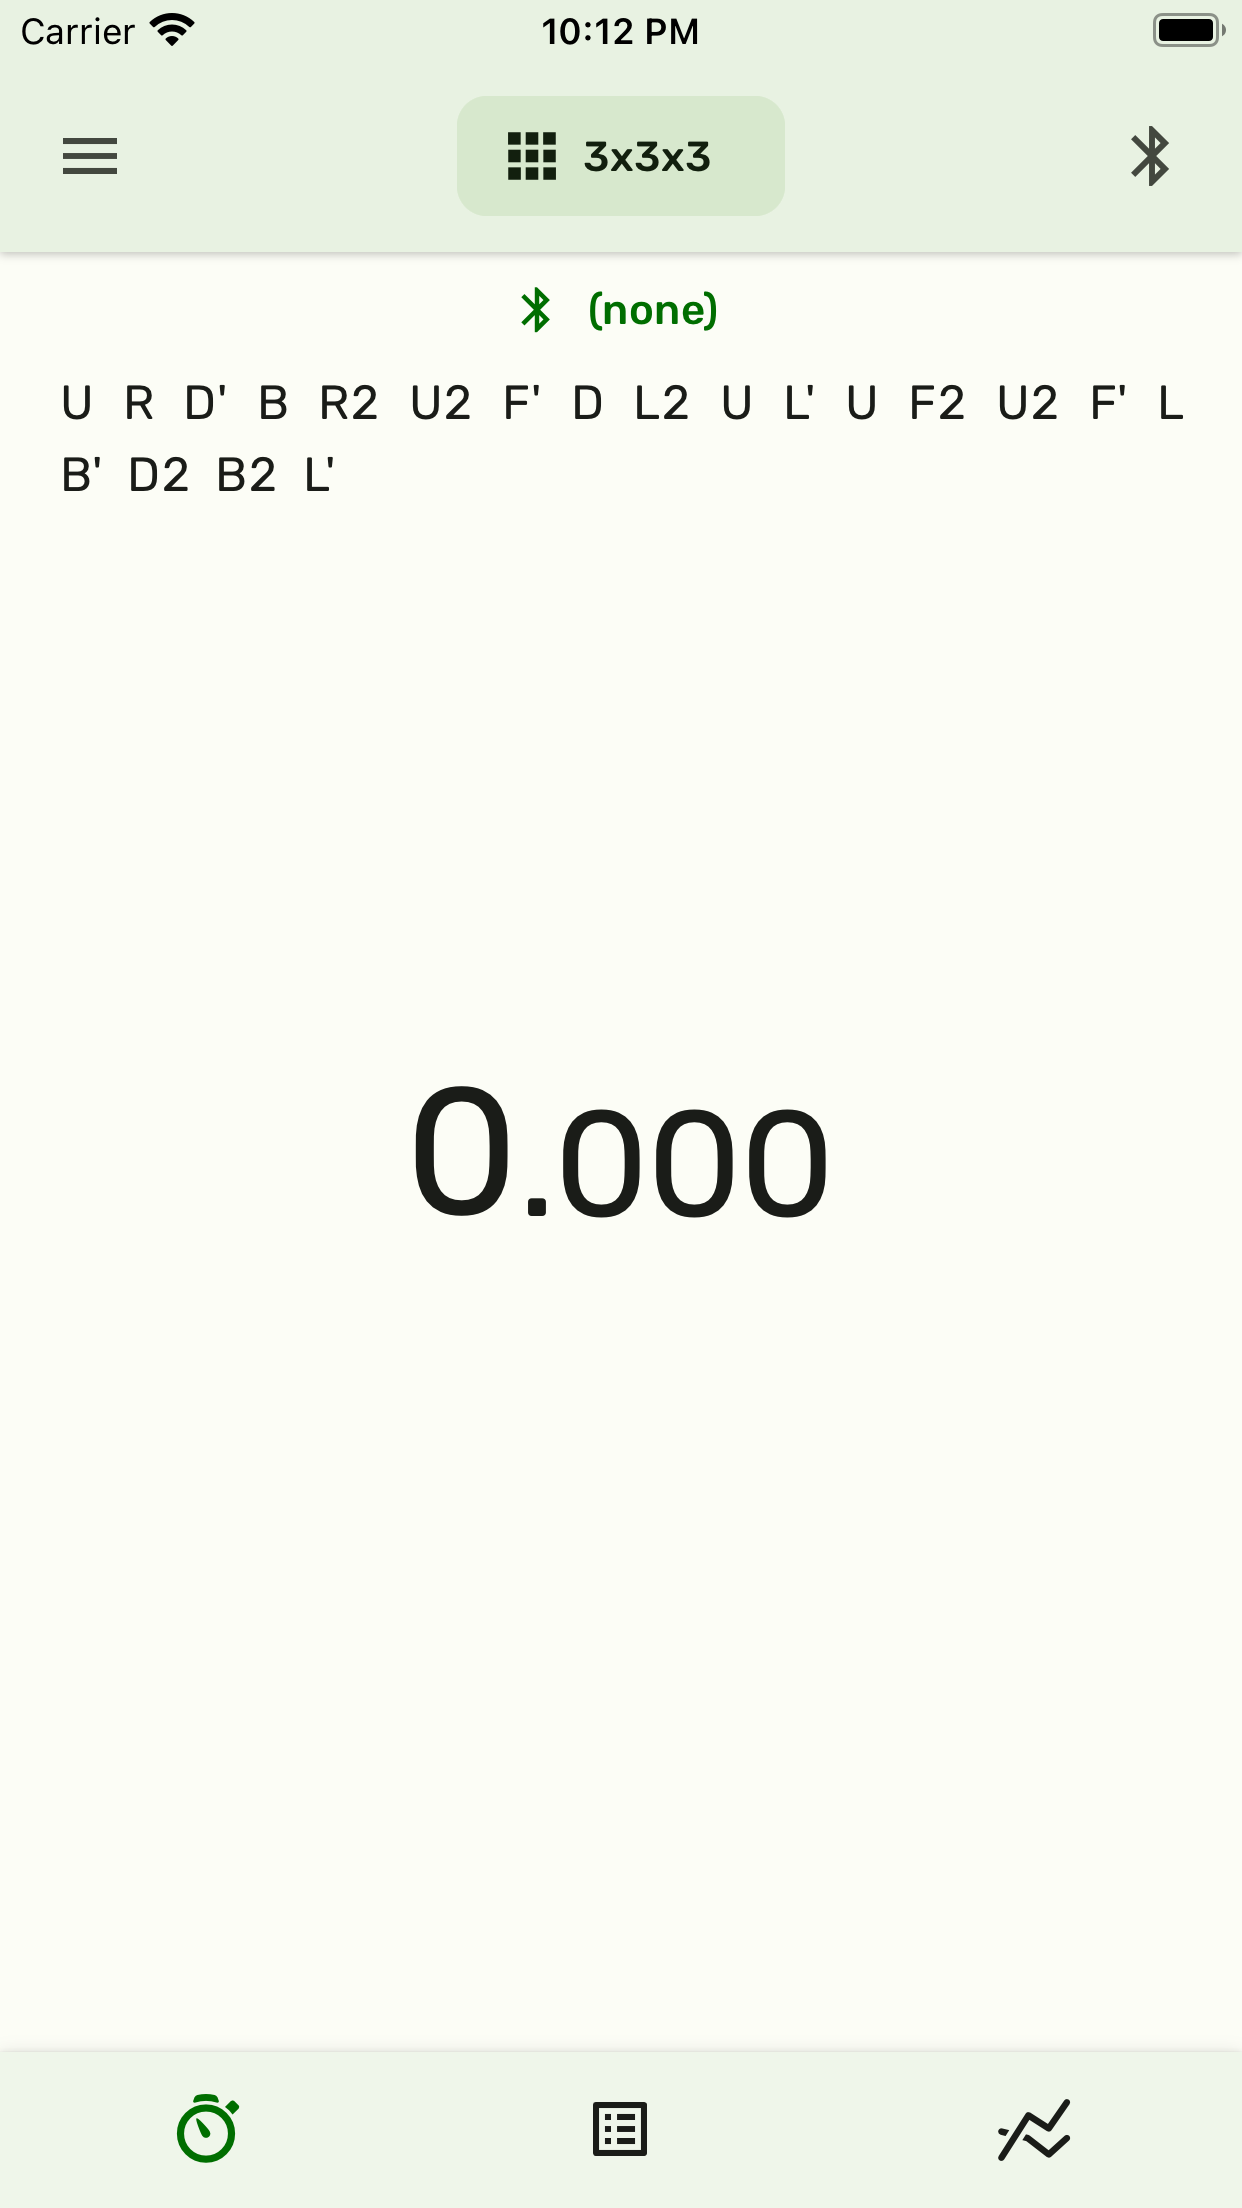 Carrier 10:12 PM
3x3x3
(none)
U R D' B R2 U2 F' D L2 U L' U F2 U2 F' L
B' D2 B2 L'
0.000